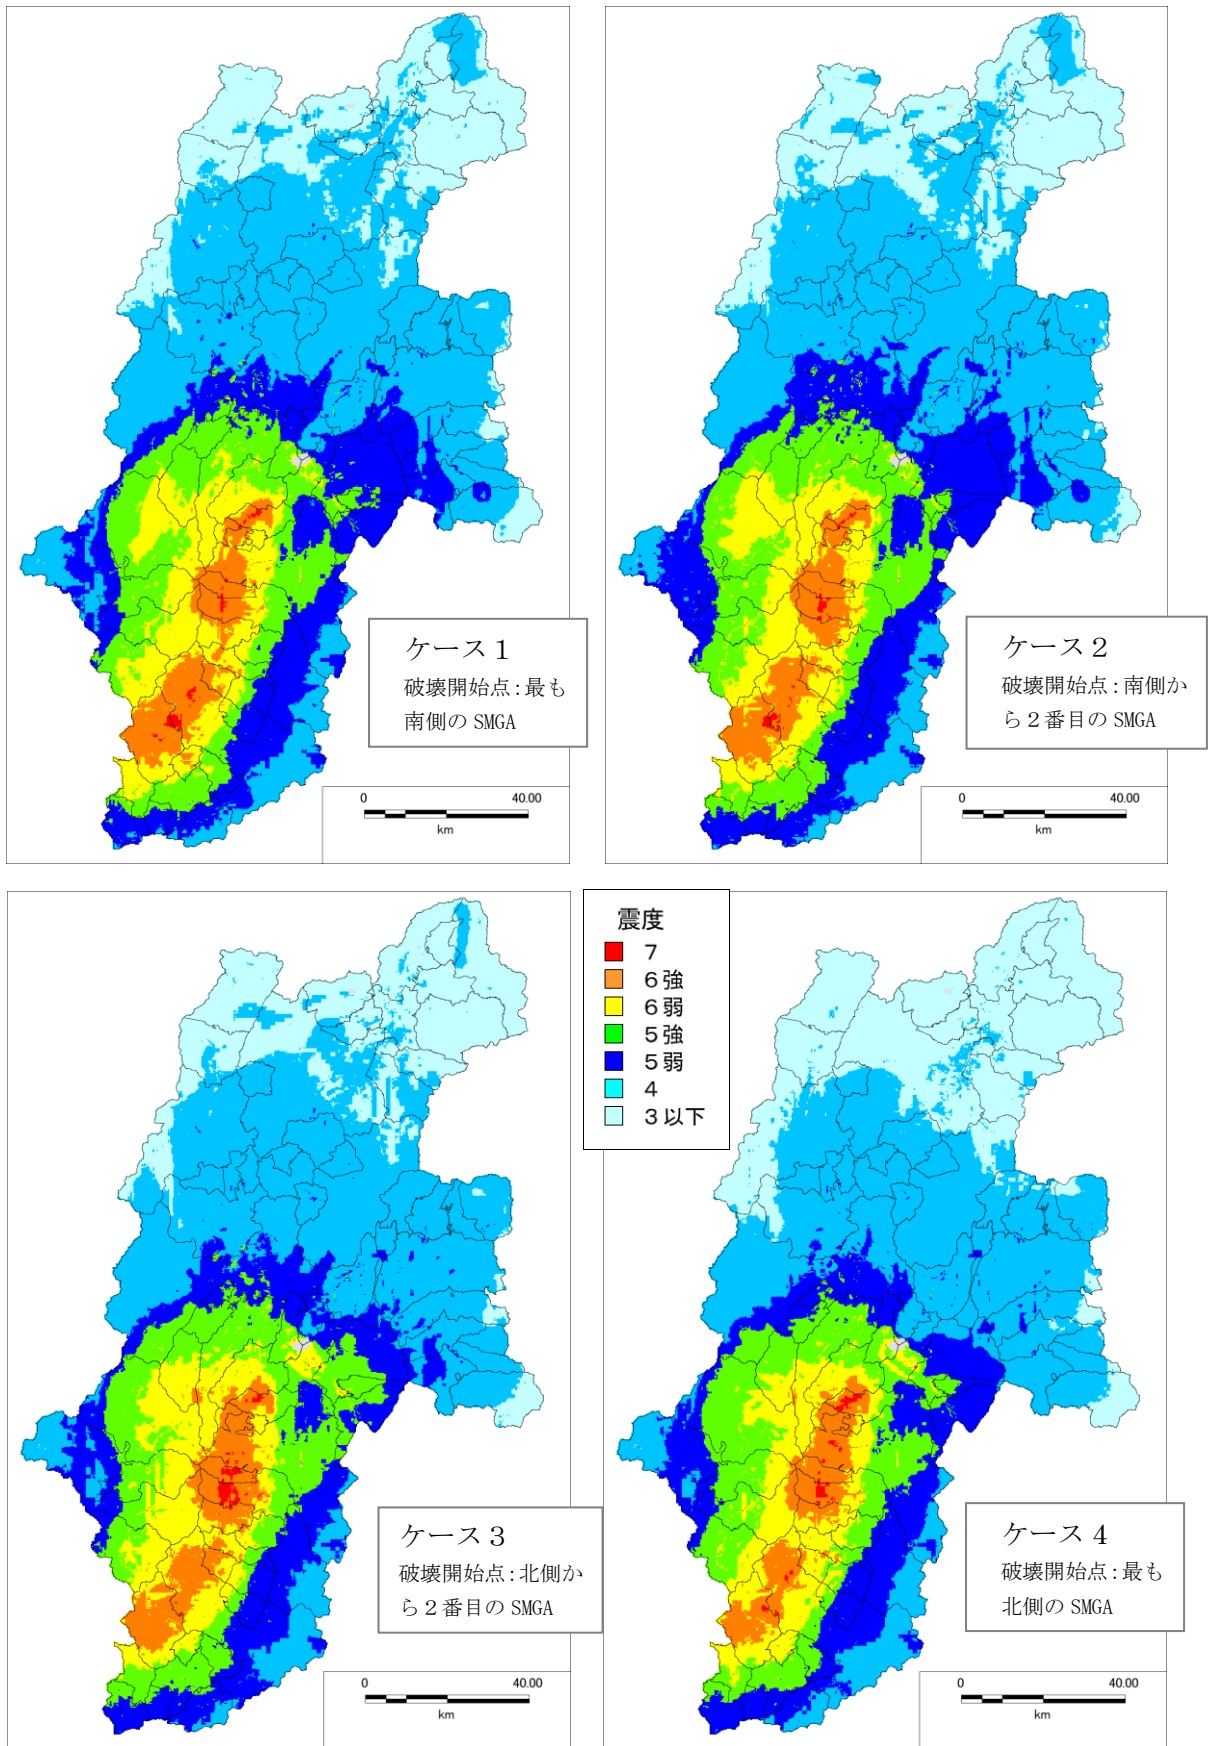 ケース１
破壊開始点：最も
南側の SMGA
0 40.00
km
ケース２
破壊開始点：南側か
ら２番目の SMGA
0 40.00
km
震度
7
6強
6弱
5強
5弱
4
3以下
ケース３
破壊開始点：北側か
ら２番目の SMGA
0 40.00
km
ケース４
破壊開始点：最も
北側の SMGA
0 40.00
km